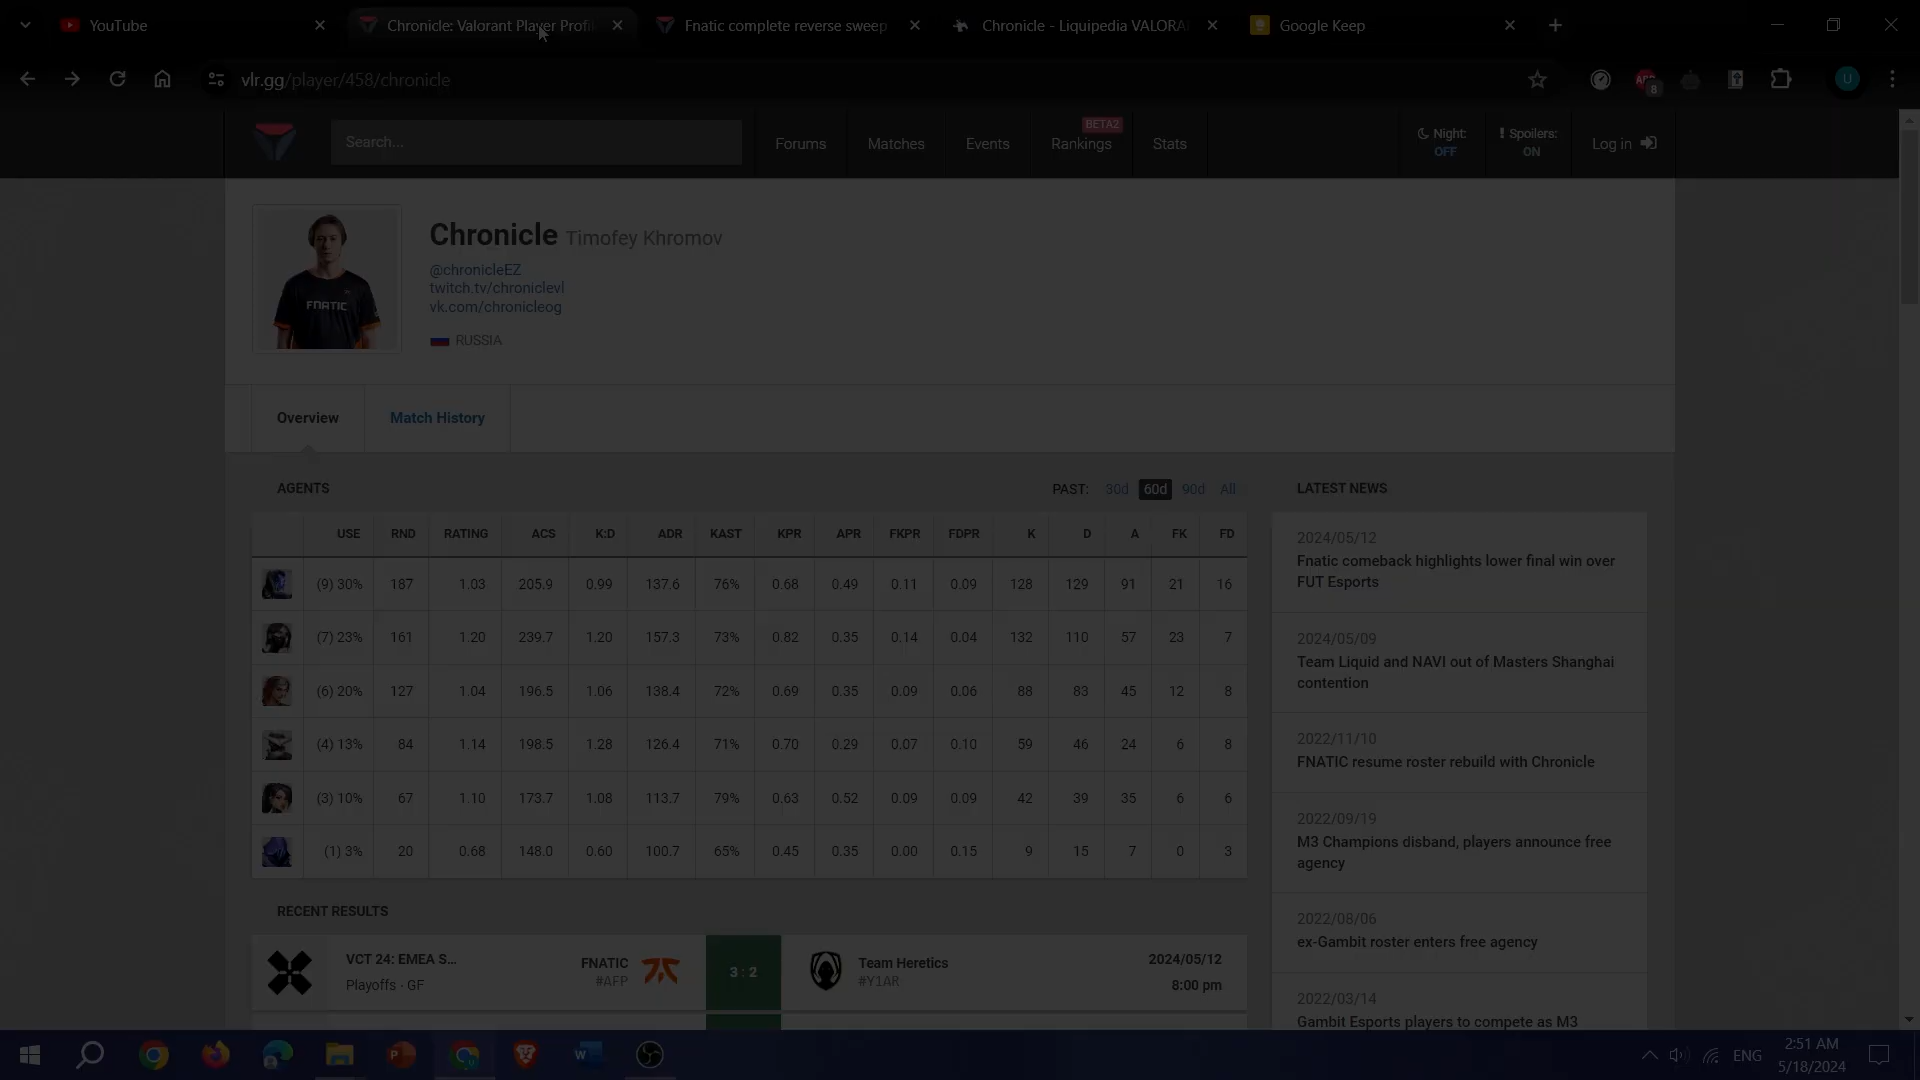 YouTube
Chronicle: Valorant Player Profi
Fnatic complete reverse sweep
Chronicle - Liquipedia VALORA
Google Keep
vlr.gg/player/458/chronicle
ABP
8
U
Search...
Forums
Matches
Events
Rankings
BETA2
Stats
Night:
OFF
Spoilers:
ON
Log in
FNATIC
Chronicle Timofey Khromov
@chronicleEZ
twitch.tv/chroniclevl
vk.com/chronicleog
RUSSIA
Overview
Match History
AGENTS
PAST: 30d 60d 90d All
USE RND RATING ACS K:D ADR KAST KPR APR FKPR FDPR K D A FK FD
(9) 30% 187 1.03 205.9 0.99 137.6 76% 0.68 0.49 0.11 0.09 128 129 91 21 16
(7) 23% 161 1.20 239.7 1.20 157.3 73% 0.82 0.35 0.14 0.04 132 110 57 23 7
(6) 20% 127 1.04 196.5 1.06 138.4 72% 0.69 0.35 0.09 0.06 88 83 45 12 8
(4) 13% 84 1.14 198.5 1.28 126.4 71% 0.70 0.29 0.07 0.10 59 46 24 6 8
(3) 10% 67 1.10 173.7 1.08 113.7 79% 0.63 0.52 0.09 0.09 42 39 35 6 6
(1) 3% 20 0.68 148.0 0.60 100.7 65% 0.45 0.35 0.00 0.15 9 15 7 0 3
RECENT RESULTS
VCT 24: EMEA S...
Playoffs · GF
FNATIC
#AFP
3 : 2
Team Heretics
#Y1AR
2024/05/12
8:00 pm
LATEST NEWS
2024/05/12
Fnatic comeback highlights lower final win over
FUT Esports
2024/05/09
Team Liquid and NAVI out of Masters Shanghai
contention
2022/11/10
FNATIC resume roster rebuild with Chronicle
2022/09/19
M3 Champions disband, players announce free
agency
2022/08/06
ex-Gambit roster enters free agency
2022/03/14
Gambit Esports players to compete as M3
ENG
2:51 AM
5/18/2024